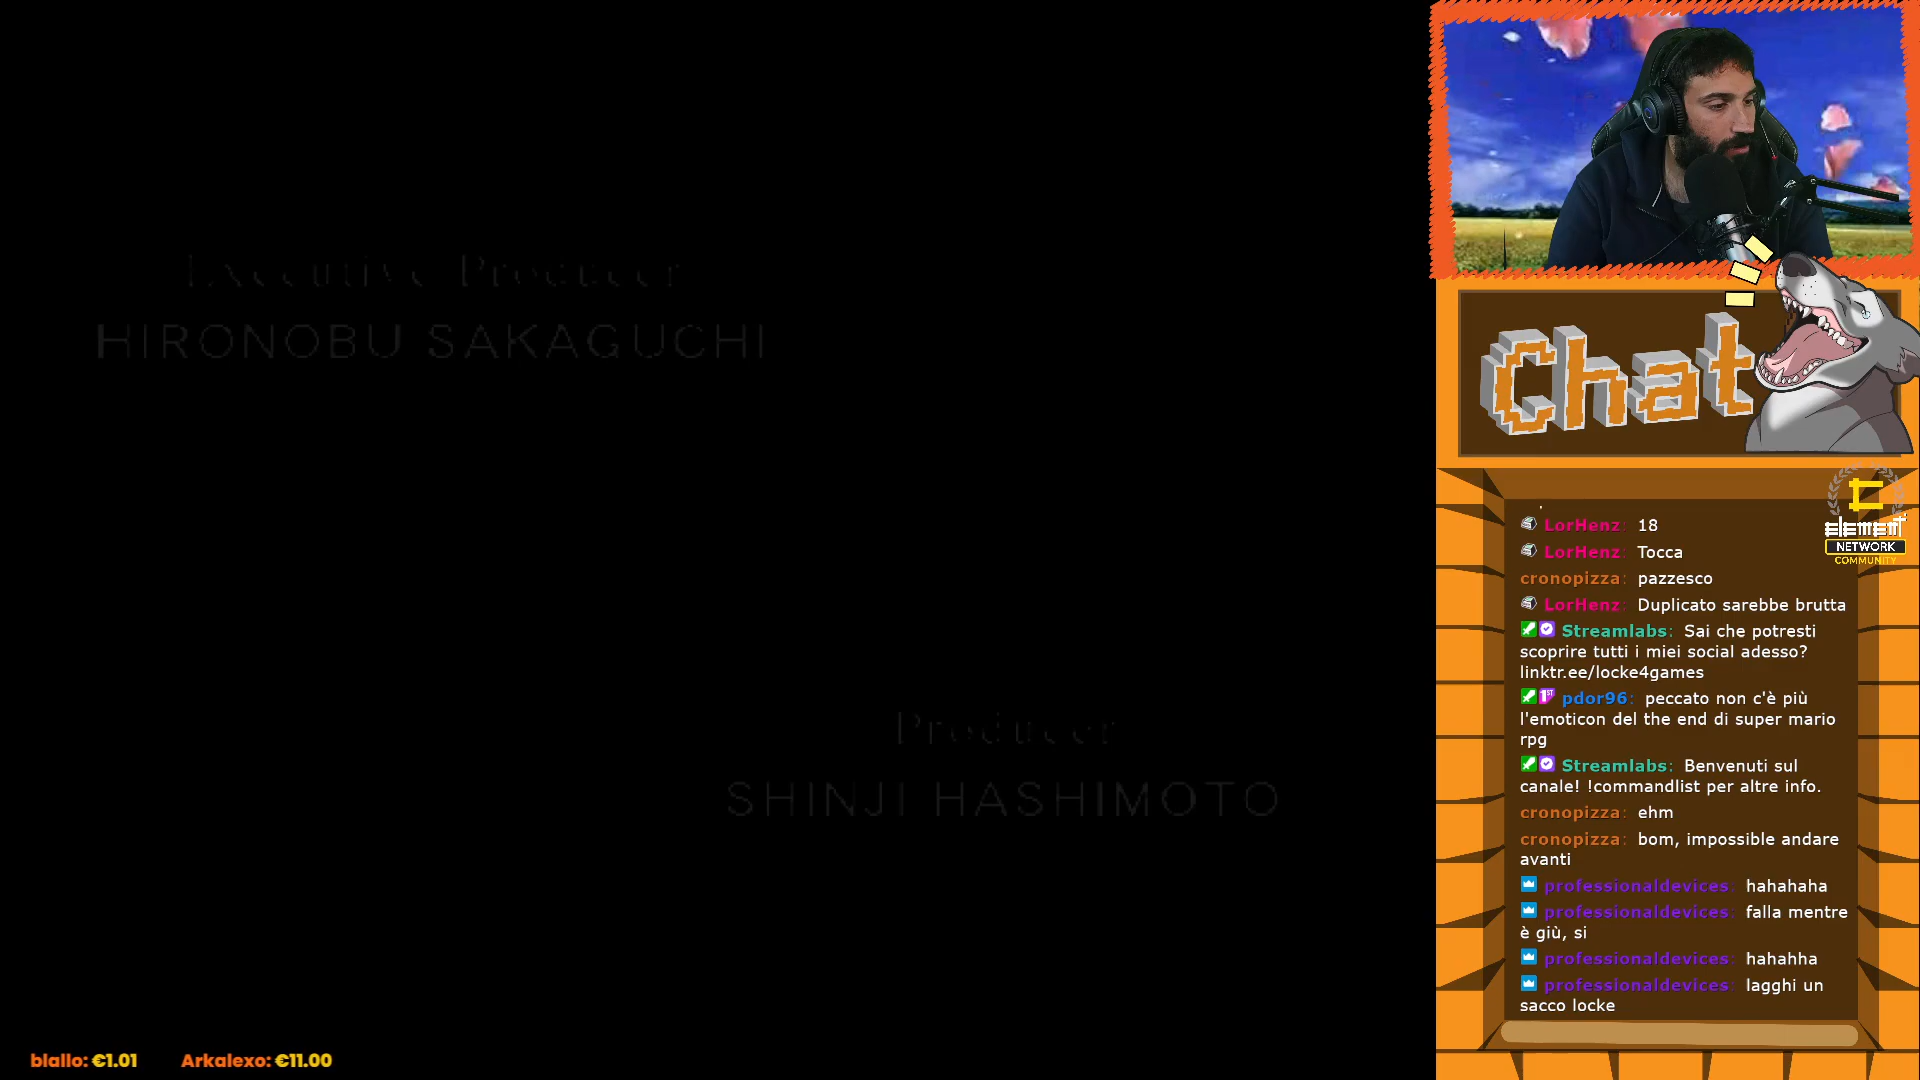 Executive Producer
HIRONOBU SAKAGUCHI
Producer
SHINJI HASHIMOTO
blallo: €1.01 Arkalexo: €11.00
Chat
ELEMENT
NETWORK
COMMUNITY
LorHenz: 18
LorHenz: Tocca
cronopizza: pazzesco
LorHenz: Duplicato sarebbe brutta
Streamlabs: Sai che potresti
scoprire tutti i miei social adesso?
linktr.ee/locke4games
1ST pdor96: peccato non c'è più
l'emoticon del the end di super mario
rpg
Streamlabs: Benvenuti sul
canale! !commandlist per altre info.
cronopizza: ehm
cronopizza: bom, impossible andare
avanti
professionaldevices: hahahaha
professionaldevices: falla mentre
è giù, si
professionaldevices: hahahha
professionaldevices: lagghi un
sacco locke